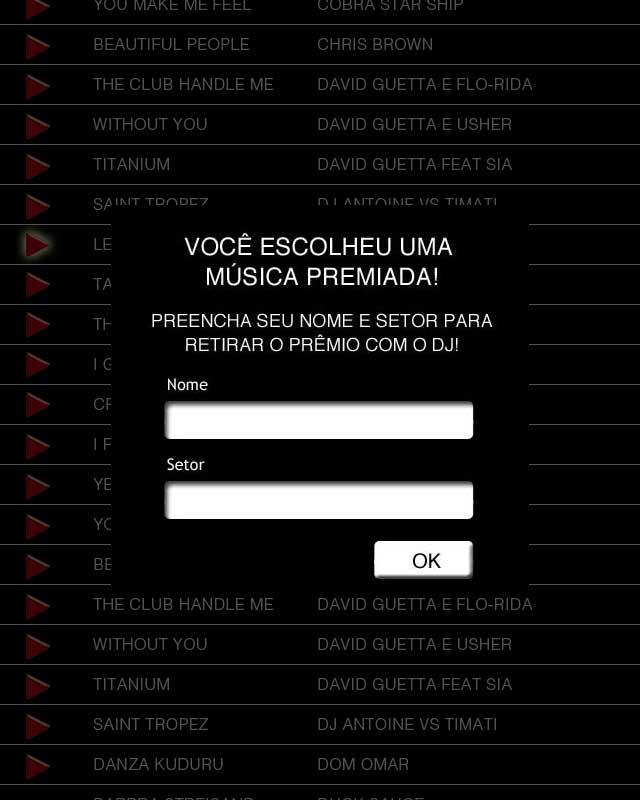 YOU MAKE ME FEEL COBRA STAR SHIP
BEAUTIFUL PEOPLE CHRIS BROWN
THE CLUB HANDLE ME DAVID GUETTA E FLO-RIDA
WITHOUT YOU DAVID GUETTA E USHER
TITANIUM DAVID GUETTA FEAT SIA
SAINT TROPEZ DJ ANTOINE VS TIMATI
LE
VOCÊ ESCOLHEU UMA
MÚSICA PREMIADA!
TA
TH
PREENCHA SEU NOME E SETOR PARA
RETIRAR O PRÊMIO COM O DJ!
I G
Nome
CR
I F
Setor
YE
YO
BE
OK
THE CLUB HANDLE ME DAVID GUETTA E FLO-RIDA
WITHOUT YOU DAVID GUETTA E USHER
TITANIUM DAVID GUETTA FEAT SIA
SAINT TROPEZ DJ ANTOINE VS TIMATI
DANZA KUDURU DOM OMAR
BARBRA STREISAND DUCK SAUCE